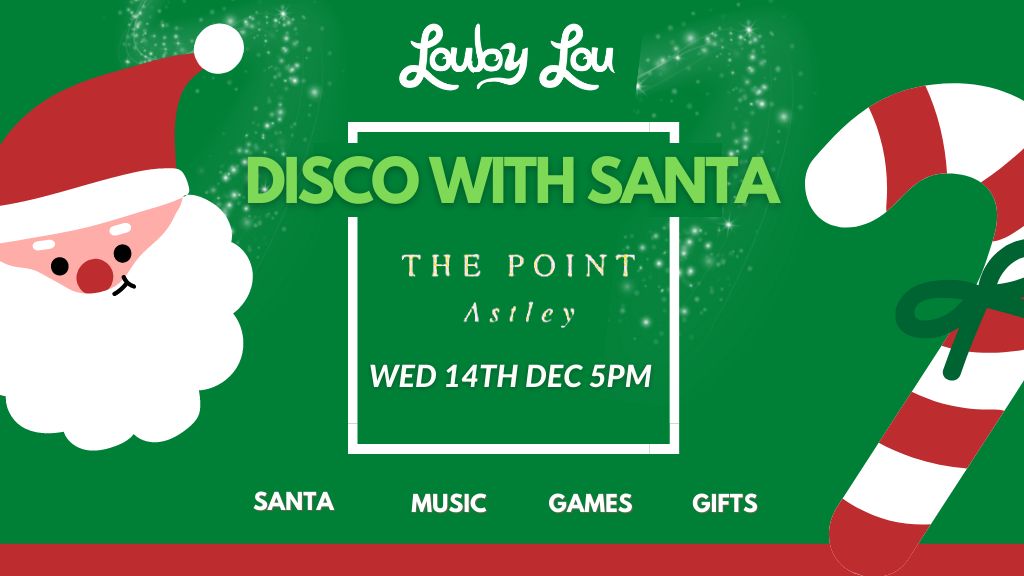 Louby Lou
DISCO WITH SANTA
THE POINT
Astley
WED 14TH DEC 5PM
SANTA MUSIC GAMES GIFTS